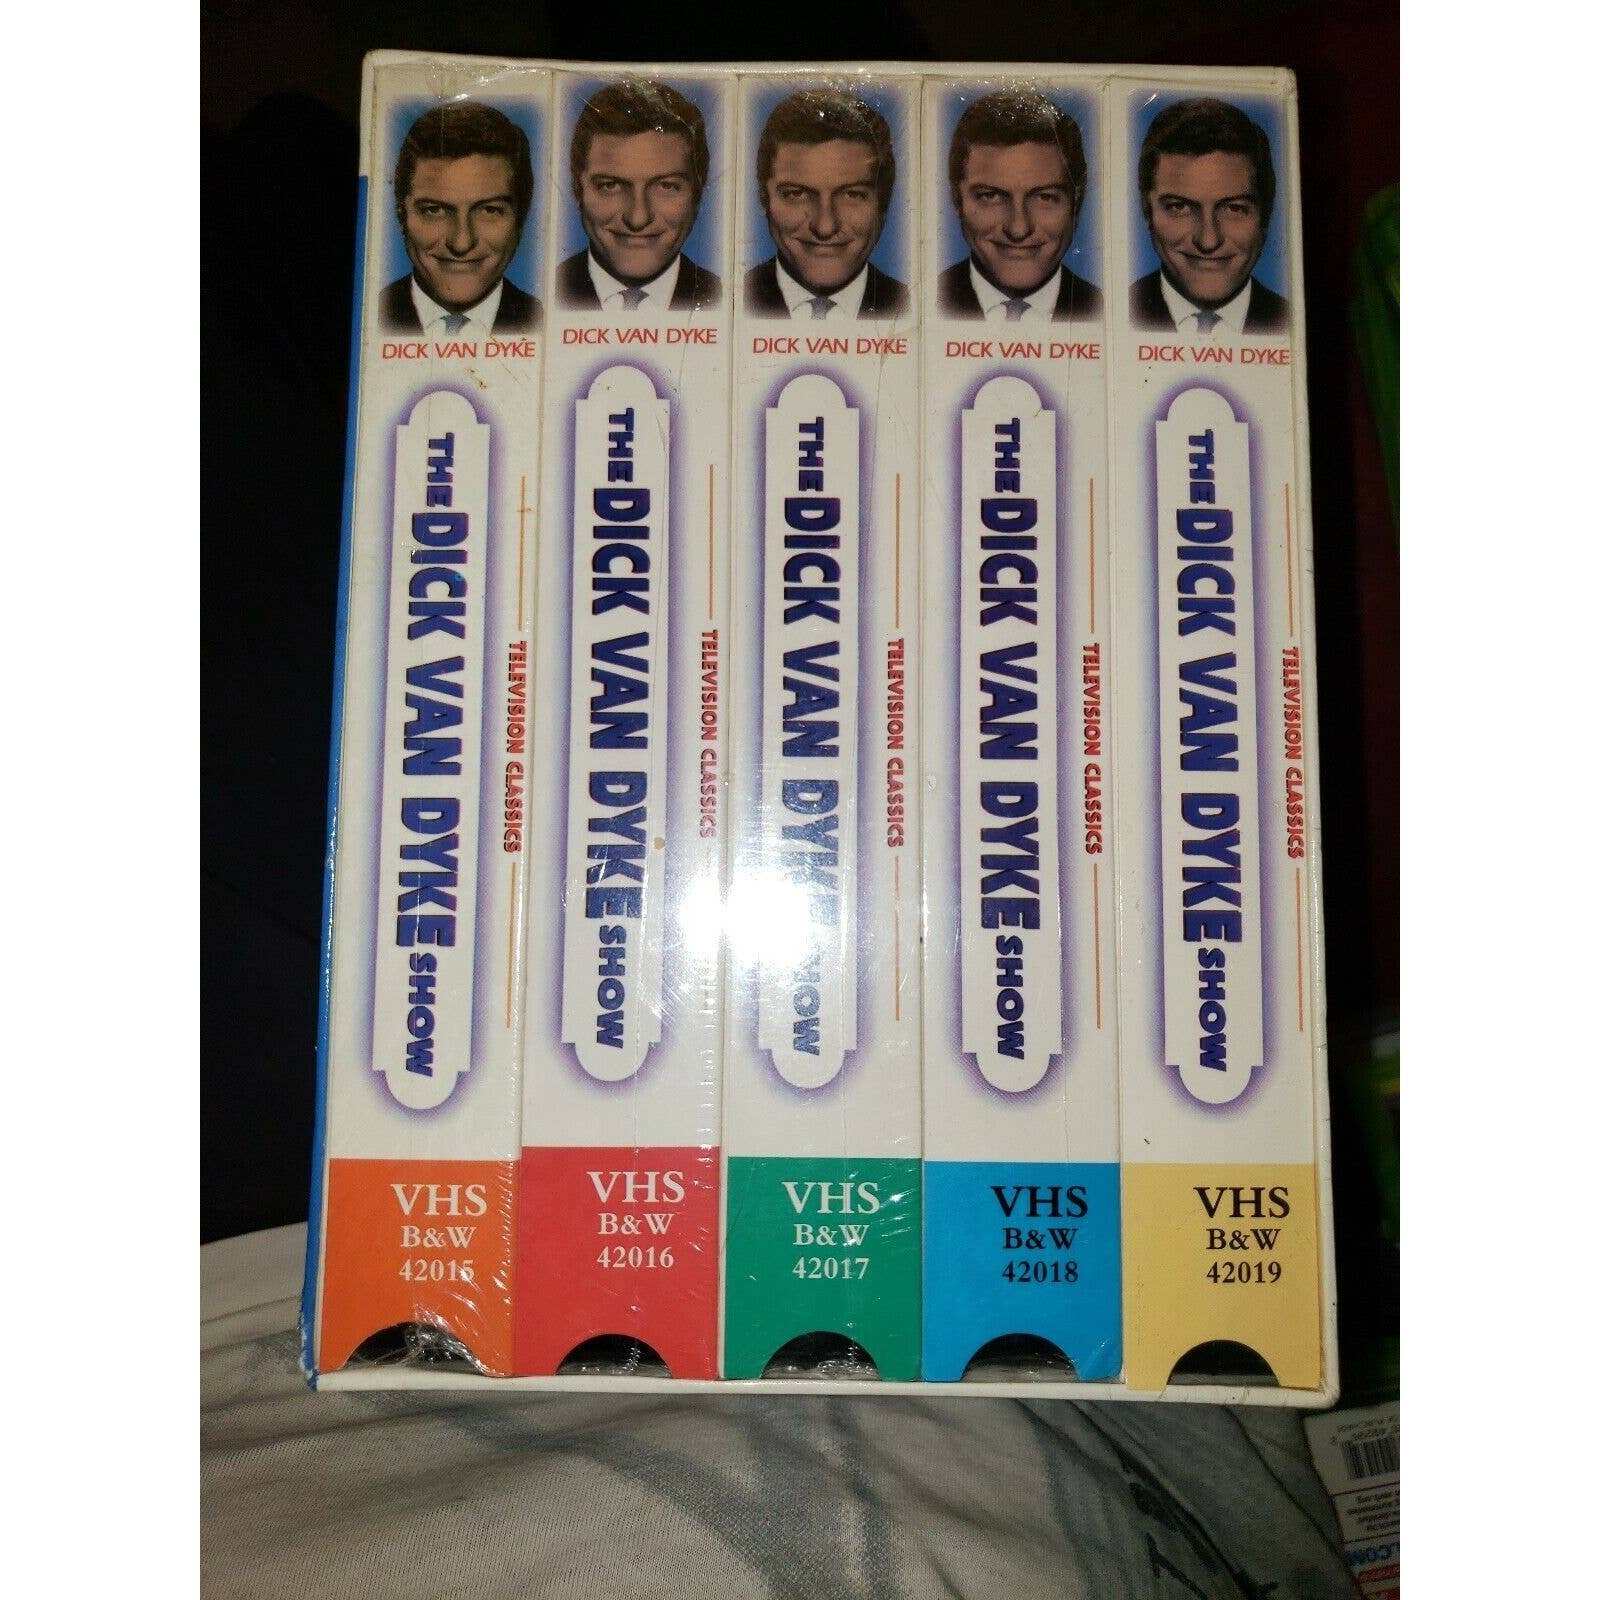 DICK VAN DYKE
THE DICK VAN DYKE SHOW
TELEVISION CLASSICS
VHS
B&W
42015
DICK VAN DYKE
THE DICK VAN DYKE SHOW
TELEVISION CLASSICS
VHS
B&W
42016
DICK VAN DYKE
THE DICK VAN DYKE SHOW
TELEVISION CLASSICS
VHS
B&W
42017
DICK VAN DYKE
THE DICK VAN DYKE SHOW
TELEVISION CLASSICS
VHS
B&W
42018
DICK VAN DYKE
THE DICK VAN DYKE SHOW
TELEVISION CLASSICS
VHS
B&W
42019